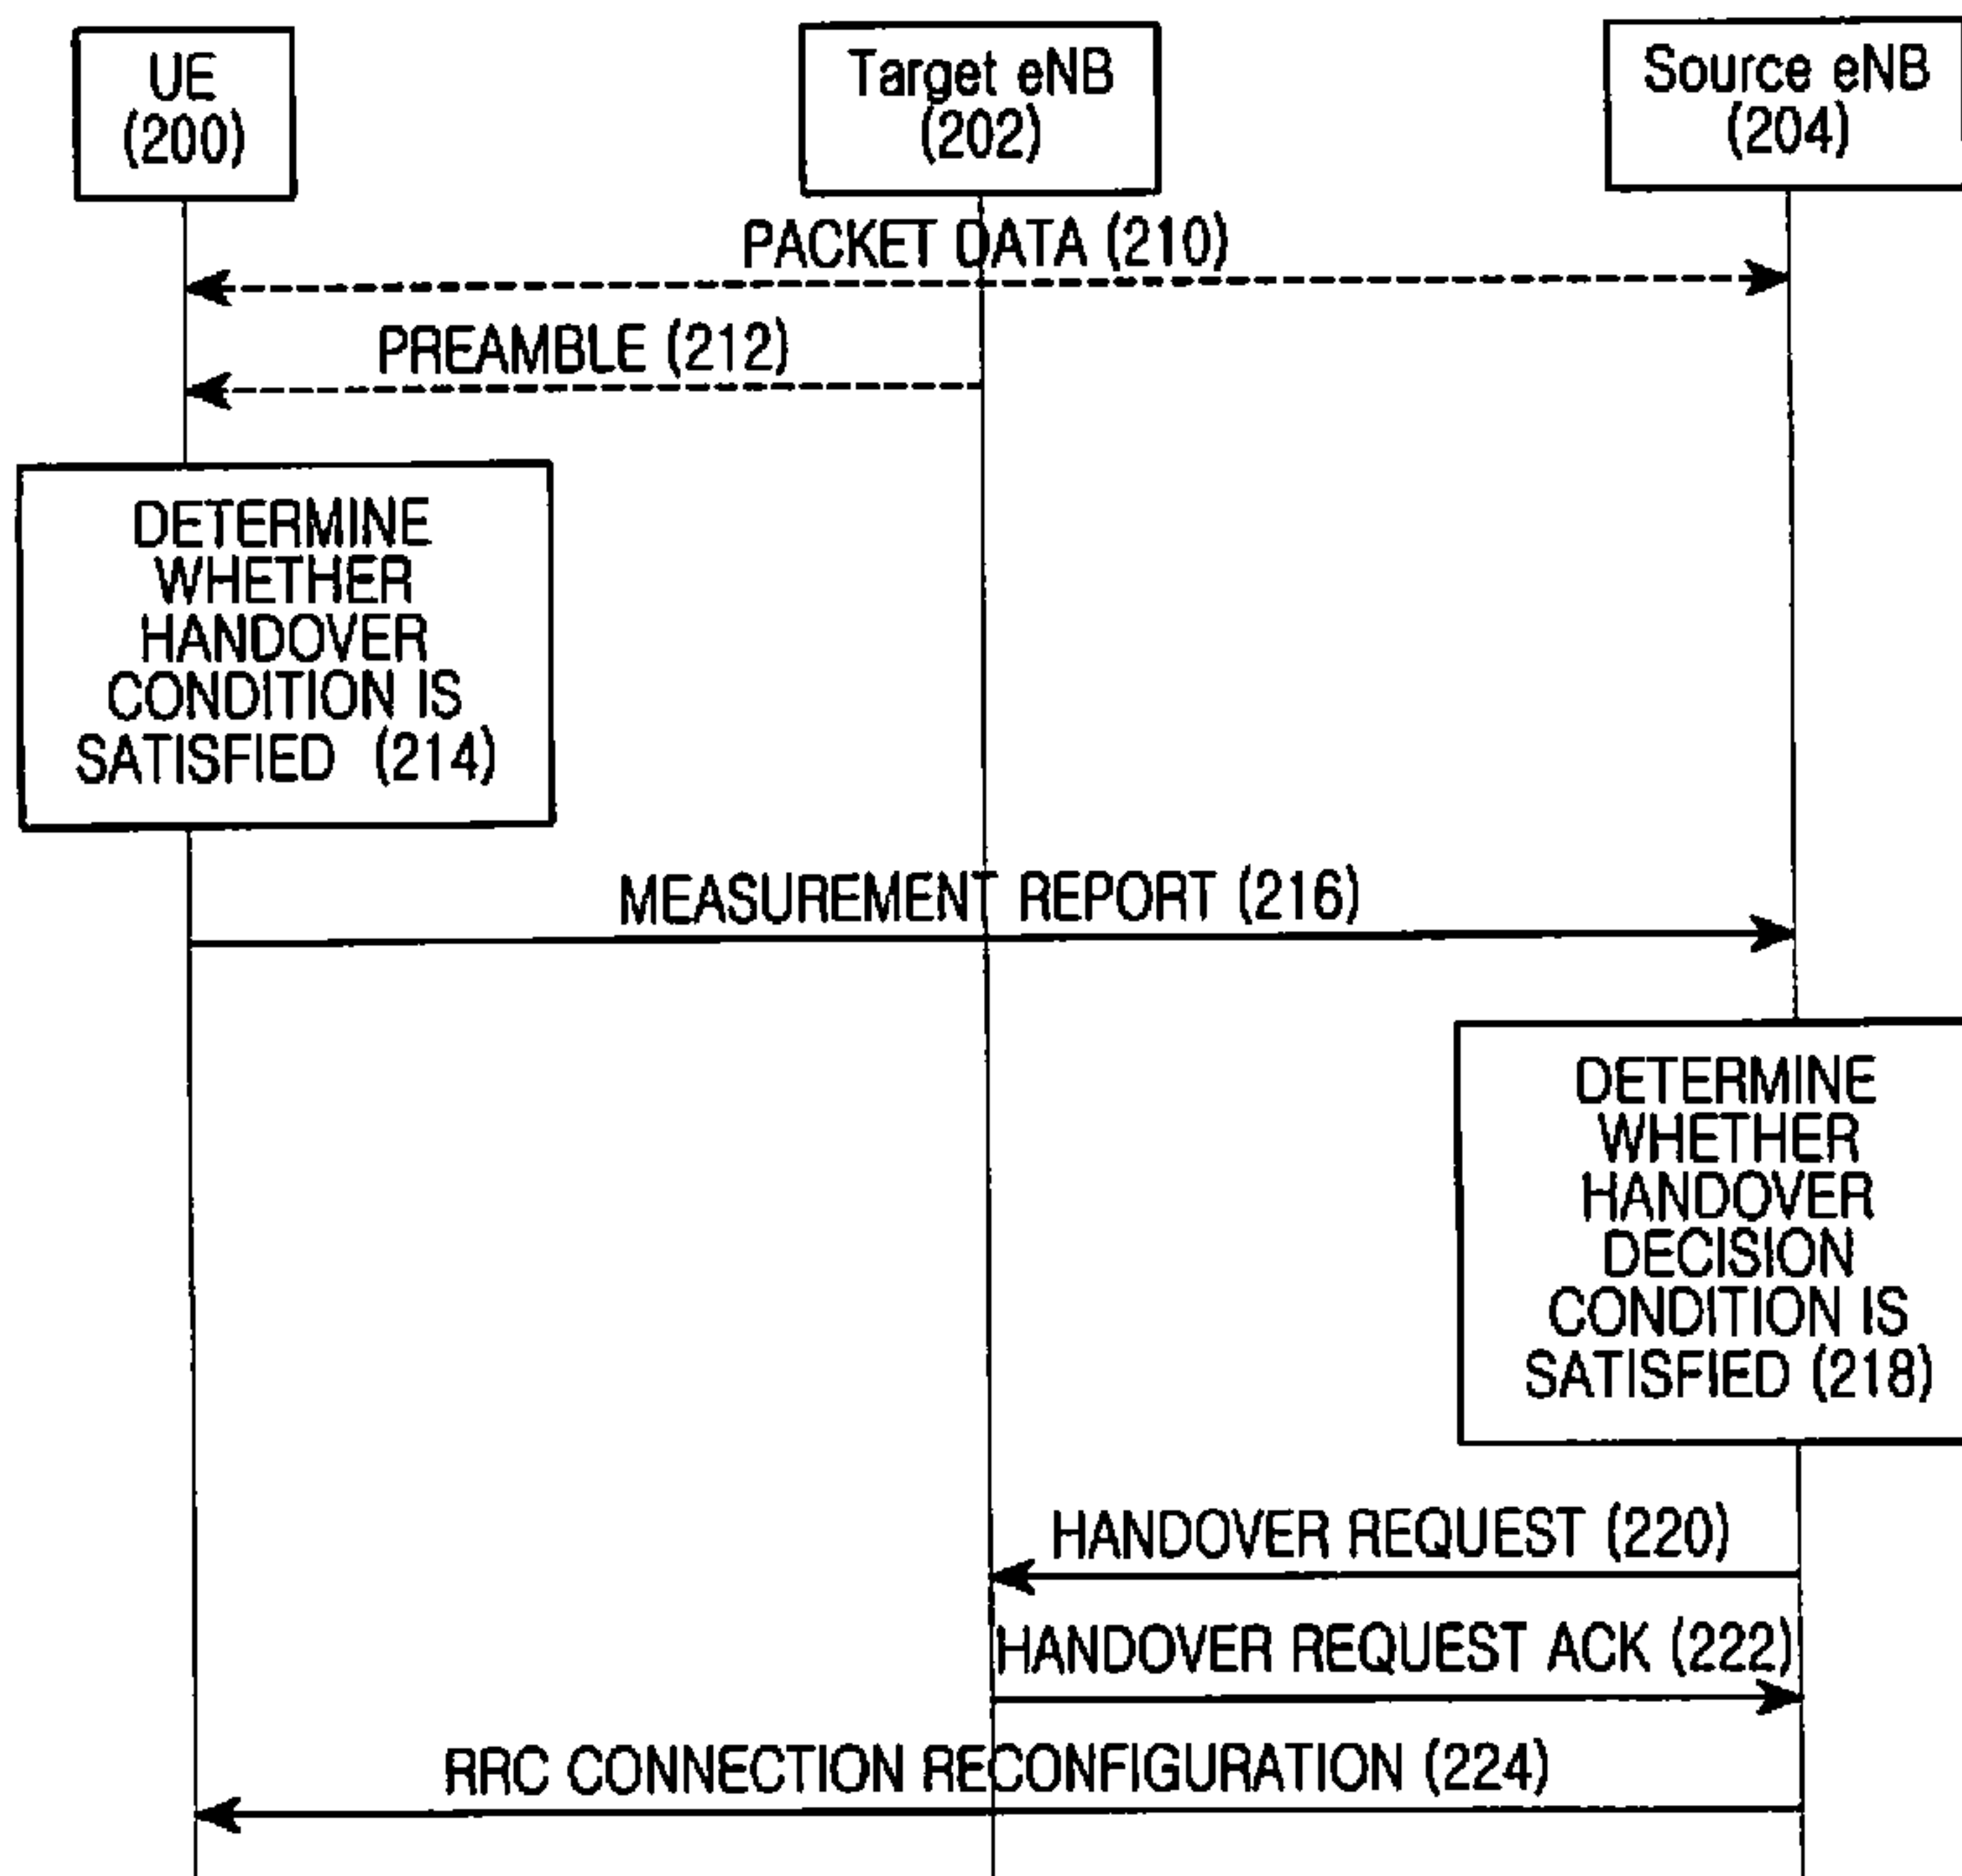 UE
(200)
Target eNB
(202)
Source eNB
(204)
PACKET DATA (210)
PREAMBLE (212)
DETERMINE
WHETHER
HANDOVER
CONDITION IS
SATISFIED (214)
MEASUREMENT REPORT (216)
DETERMINE
WHETHER
HANDOVER
DECISION
CONDITION IS
SATISFIED (218)
HANDOVER REQUEST (220)
HANDOVER REQUEST ACK (222)
RRC CONNECTION RECONFIGURATION (224)